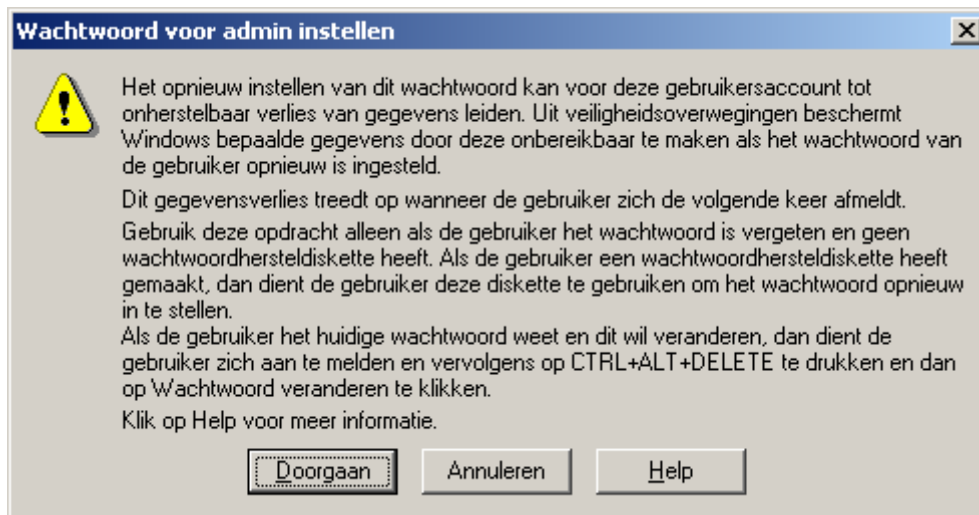 Wachtwoord voor admin instellen
Het opnieuw instellen van dit wachtwoord kan voor deze gebruikersaccount tot
onherstelbaar verlies van gegevens leiden. Uit veiligheidsoverwegingen beschermt
Windows bepaalde gegevens door deze onbereikbaar te maken als het wachtwoord van
de gebruiker opnieuw is ingesteld.
Dit gegevensverlies treedt op wanneer de gebruiker zich de volgende keer afmeldt.
Gebruik deze opdracht alleen als de gebruiker het wachtwoord is vergeten en geen
wachtwoordhersteldiskette heeft. Als de gebruiker een wachtwoordhersteldiskette heeft
gemaakt, dan dient de gebruiker deze diskette te gebruiken om het wachtwoord opnieuw
in te stellen.
Als de gebruiker het huidige wachtwoord weet en dit wil veranderen, dan dient de
gebruiker zich aan te melden en vervolgens op CTRL+ALT+DELETE te drukken en dan
op Wachtwoord veranderen te klikken.
Klik op Help voor meer informatie.
Doorgaan Annuleren Help